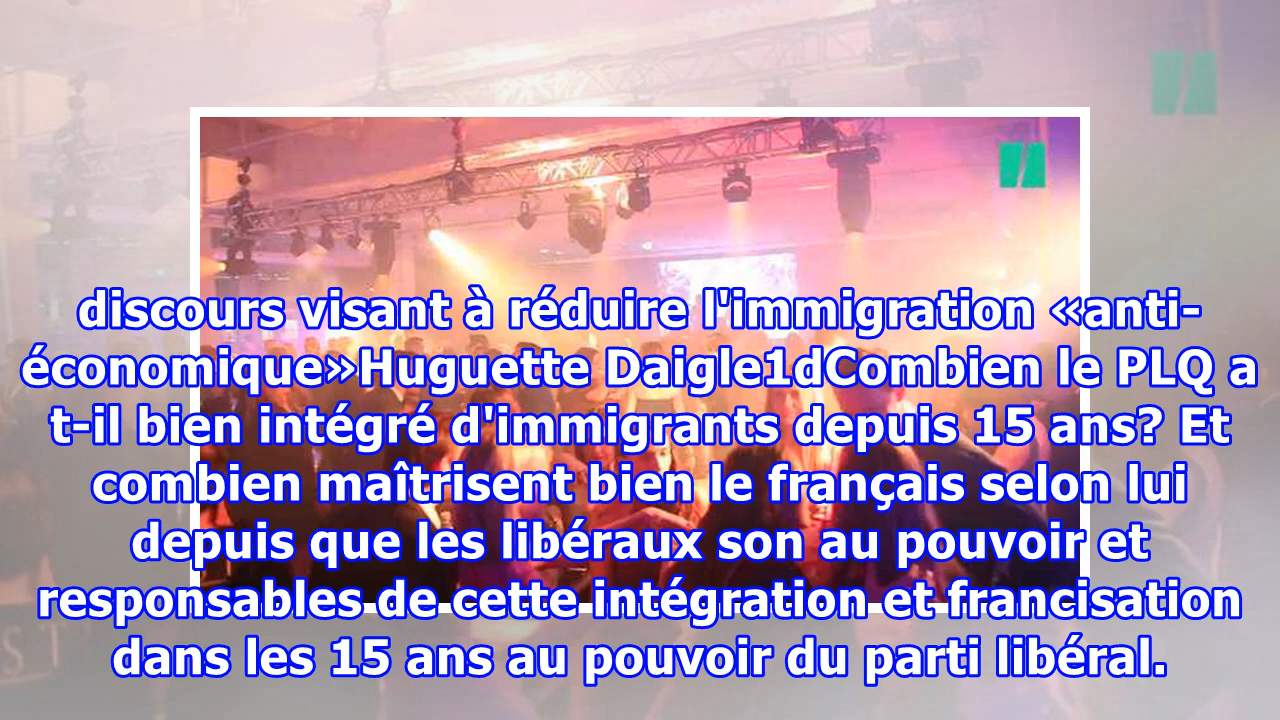 discours visant à réduire l'immigration «anti-
économique»Huguette Daigle1dCombien le PLQ a
t-il bien intégré d'immigrants depuis 15 ans? Et
combien maîtrisent bien le français selon lui
depuis que les libéraux son au pouvoir et
responsables de cette intégration et francisation
dans les 15 ans au pouvoir du parti libéral.